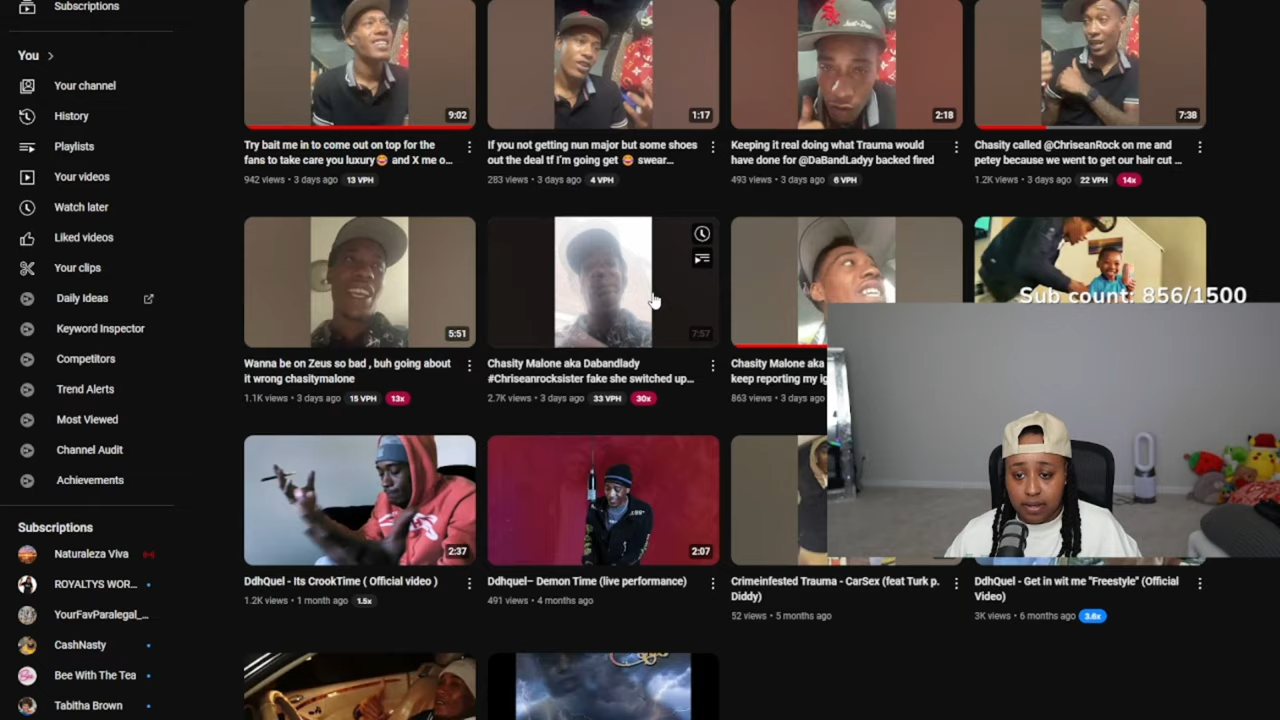 Subscriptions
You
Your channel
History
Playlists
Your videos
Watch later
Liked videos
Your clips
Daily Ideas
Keyword Inspector
Competitors
Trend Alerts
Most Viewed
Channel Audit
Achievements
Subscriptions
Naturaleza Viva
ROYALTYS WOR...
YourFavParalegal_...
CashNasty
Bee With The Tea
Tabitha Brown
9:02
1:17
2:18
7:38
Try bait me in to come out on top for the
fans to take care you luxury🤩 and X me o...
942 views • 3 days ago 13 VPH
If you not getting nun major but some shoes
out the deal tf I'm going get 🤩 swear...
283 views • 3 days ago 4 VPH
Keeping it real doing what Trauma would
have done for @DaBandLadyy backed fired
493 views • 3 days ago 6 VPH
Chasity called @ChriseanRock on me and
petey because we went to get our hair cut ...
1.2K views • 3 days ago 22 VPH 14x
5:51
7:57
Sub count: 856/1500
Wanna be on Zeus so bad , buh going about
it wrong chasitymalone
1.1K views • 3 days ago 15 VPH 13x
Chasity Malone aka Dabandlady
#Chriseanrocksister fake she switched up...
2.7K views • 3 days ago 33 VPH 30x
Chasity Malone aka
keep reporting my ig
863 views • 3 days ago
2:37
2:07
DdhQuel - Its CrookTime ( Official video )
1.2K views • 1 month ago 1.5x
Ddhquel– Demon Time (live performance)
491 views • 4 months ago
Crimeinfested Trauma - CarSex (feat Turk p.
Diddy)
52 views • 5 months ago
DdhQuel - Get in wit me "Freestyle" (Official
Video)
3K views • 6 months ago 3.6x